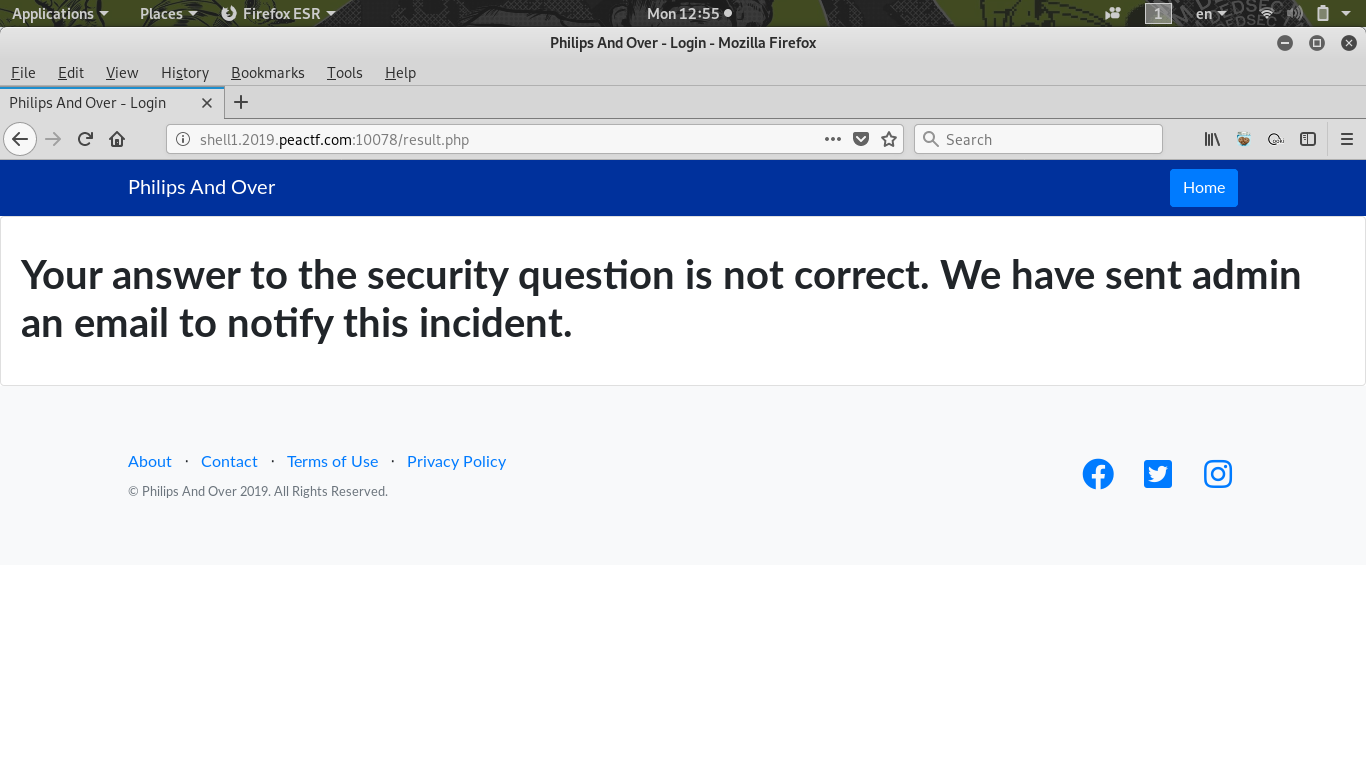 Applications Places Firefox ESR Mon 12:55 1 en
Philips And Over - Login - Mozilla Firefox
File Edit View History Bookmarks Tools Help
Philips And Over - Login
shell1.2019.peactf.com:10078/result.php Search
Philips And Over Home
Your answer to the security question is not correct. We have sent admin
an email to notify this incident.
About · Contact · Terms of Use · Privacy Policy
© Philips And Over 2019. All Rights Reserved.